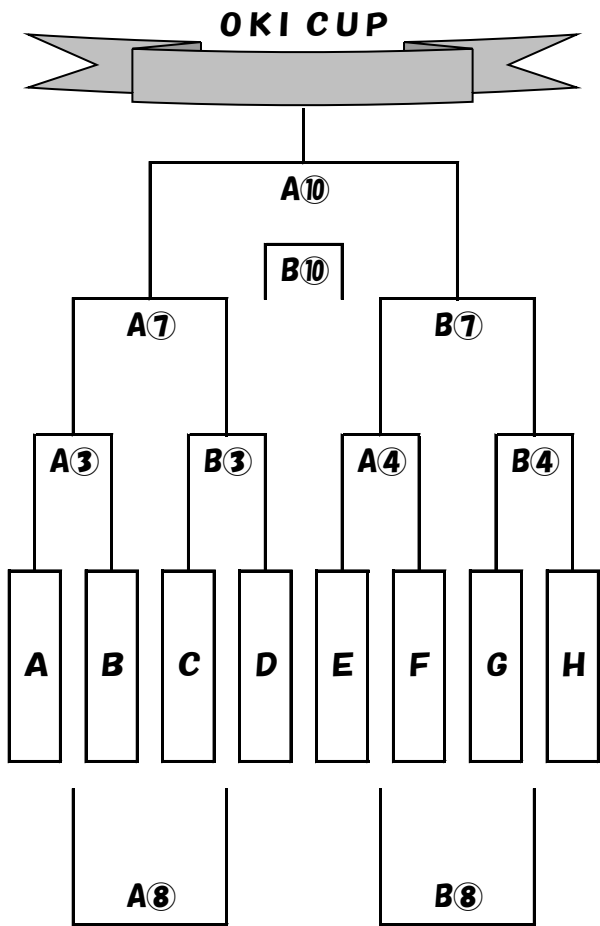 OKI CUP
A⑩
B⑩
A⑦ B⑦
A③ B③ A④ B④
A B C D E F G H
A⑧ B⑧